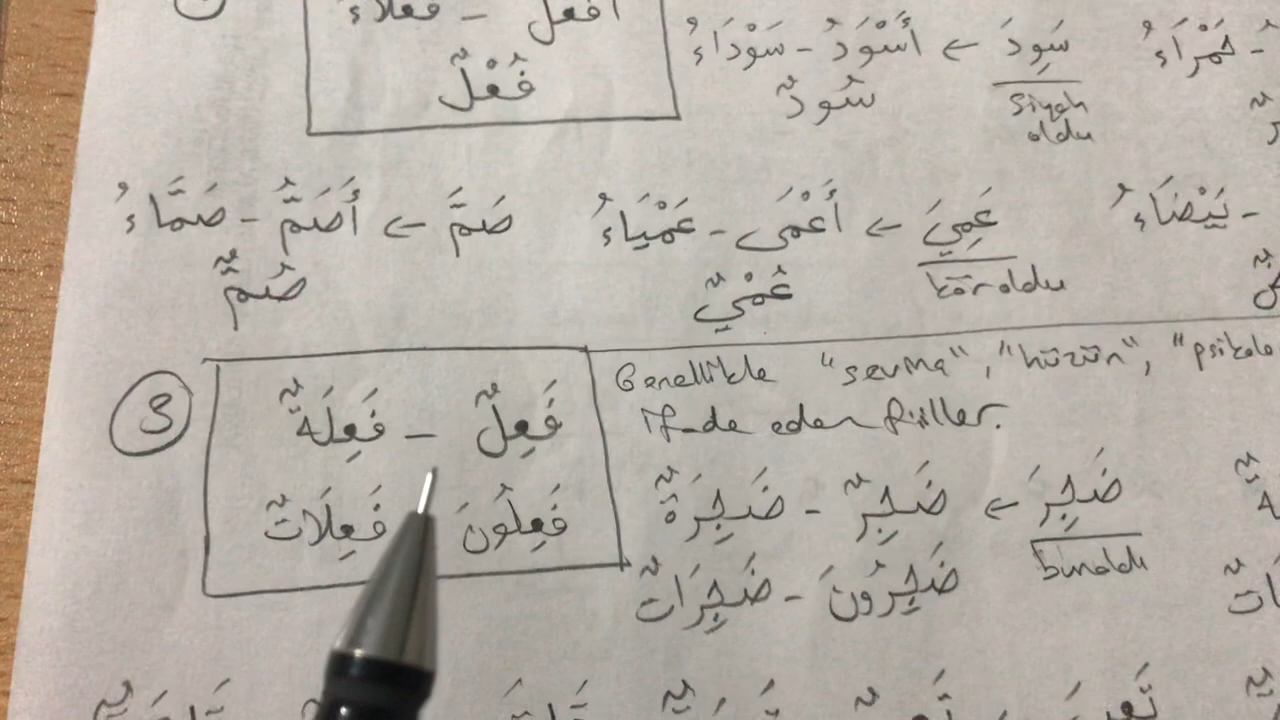 أفعل - فعلاء
فُعْلٌ
حَمْرَاءُ
سَوِدَ ← أَسْوَدُ - سَوْدَاءُ
siyah oldu
سُودٌ
بَيْضَاءُ
عَمِيَ ← أَعْمَى - عَمْيَاءُ
kör oldu
عُمْيٌ
صَمَّ ← أَصَمُّ - صَمَّاءُ
صُمٌّ
3
فَعِلٌ - فَعِلَةٌ
فَعِلُونَ فَعِلَاتٌ
Genellikle "sevme", "hüzün", "psikolo
ifade eden fiiller.
ضَجِرَ ← ضَجِرٌ - ضَجِرَةٌ
bunaldı
ضَجِرُونَ - ضَجِرَاتٌ